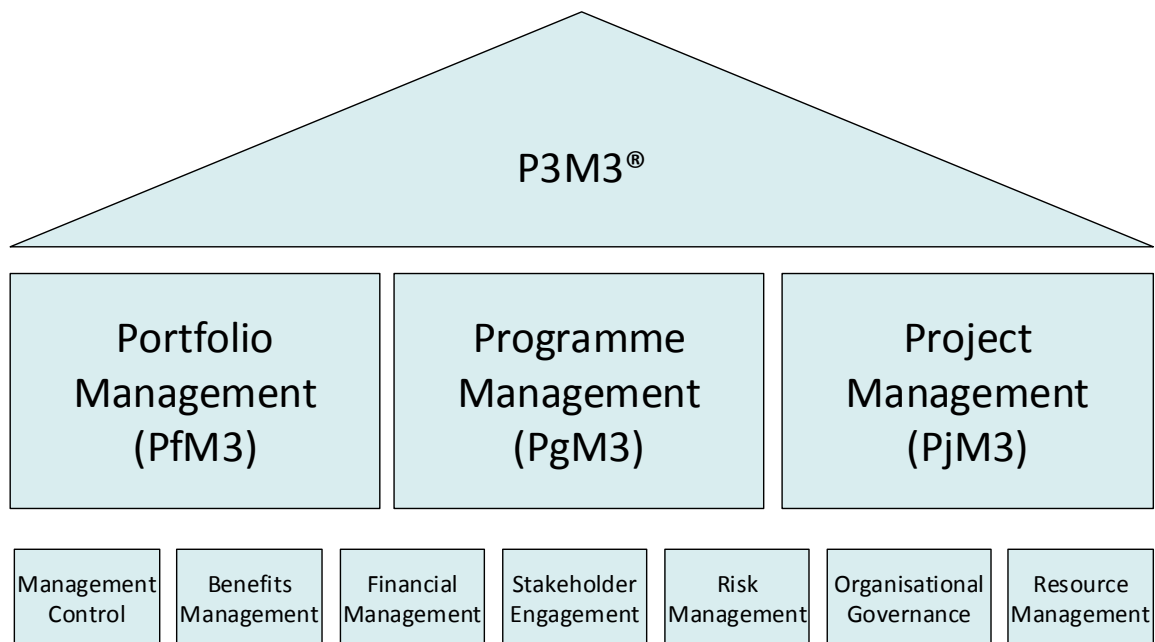 P3M3®
Portfolio
Management
(PfM3)
Programme
Management
(PgM3)
Project
Management
(PjM3)
Management
Control
Benefits
Management
Financial
Management
Stakeholder
Engagement
Risk
Management
Organisational
Governance
Resource
Management